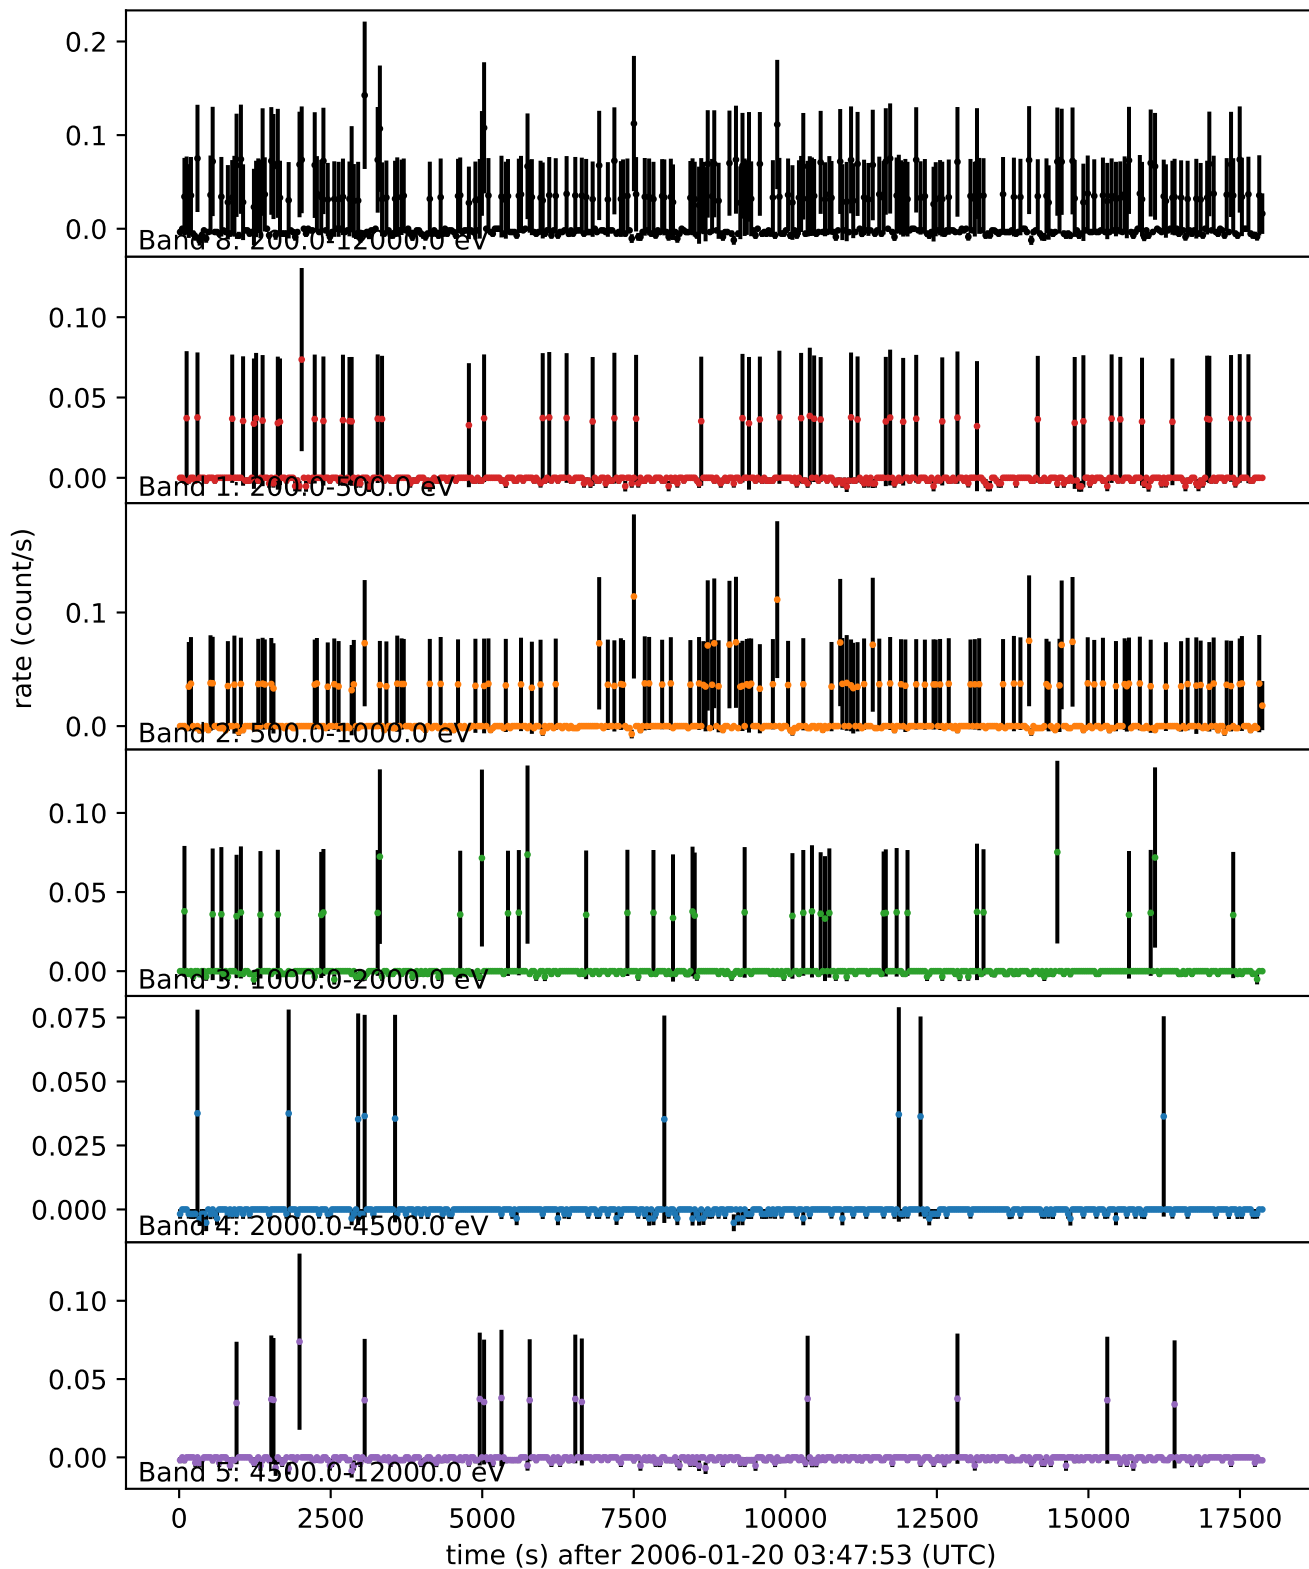 0.2
0.1
0.0
Band 8: 200.0-12000.0 eV
0.10
0.05
0.00
Band 1: 200.0-500.0 eV
rate (count/s)
0.1
0.0
Band 2: 500.0-1000.0 eV
0.10
0.05
0.00
Band 3: 1000.0-2000.0 eV
0.075
0.050
0.025
0.000
Band 4: 2000.0-4500.0 eV
0.10
0.05
0.00
Band 5: 4500.0-12000.0 eV
0 2500 5000 7500 10000 12500 15000 17500
time (s) after 2006-01-20 03:47:53 (UTC)